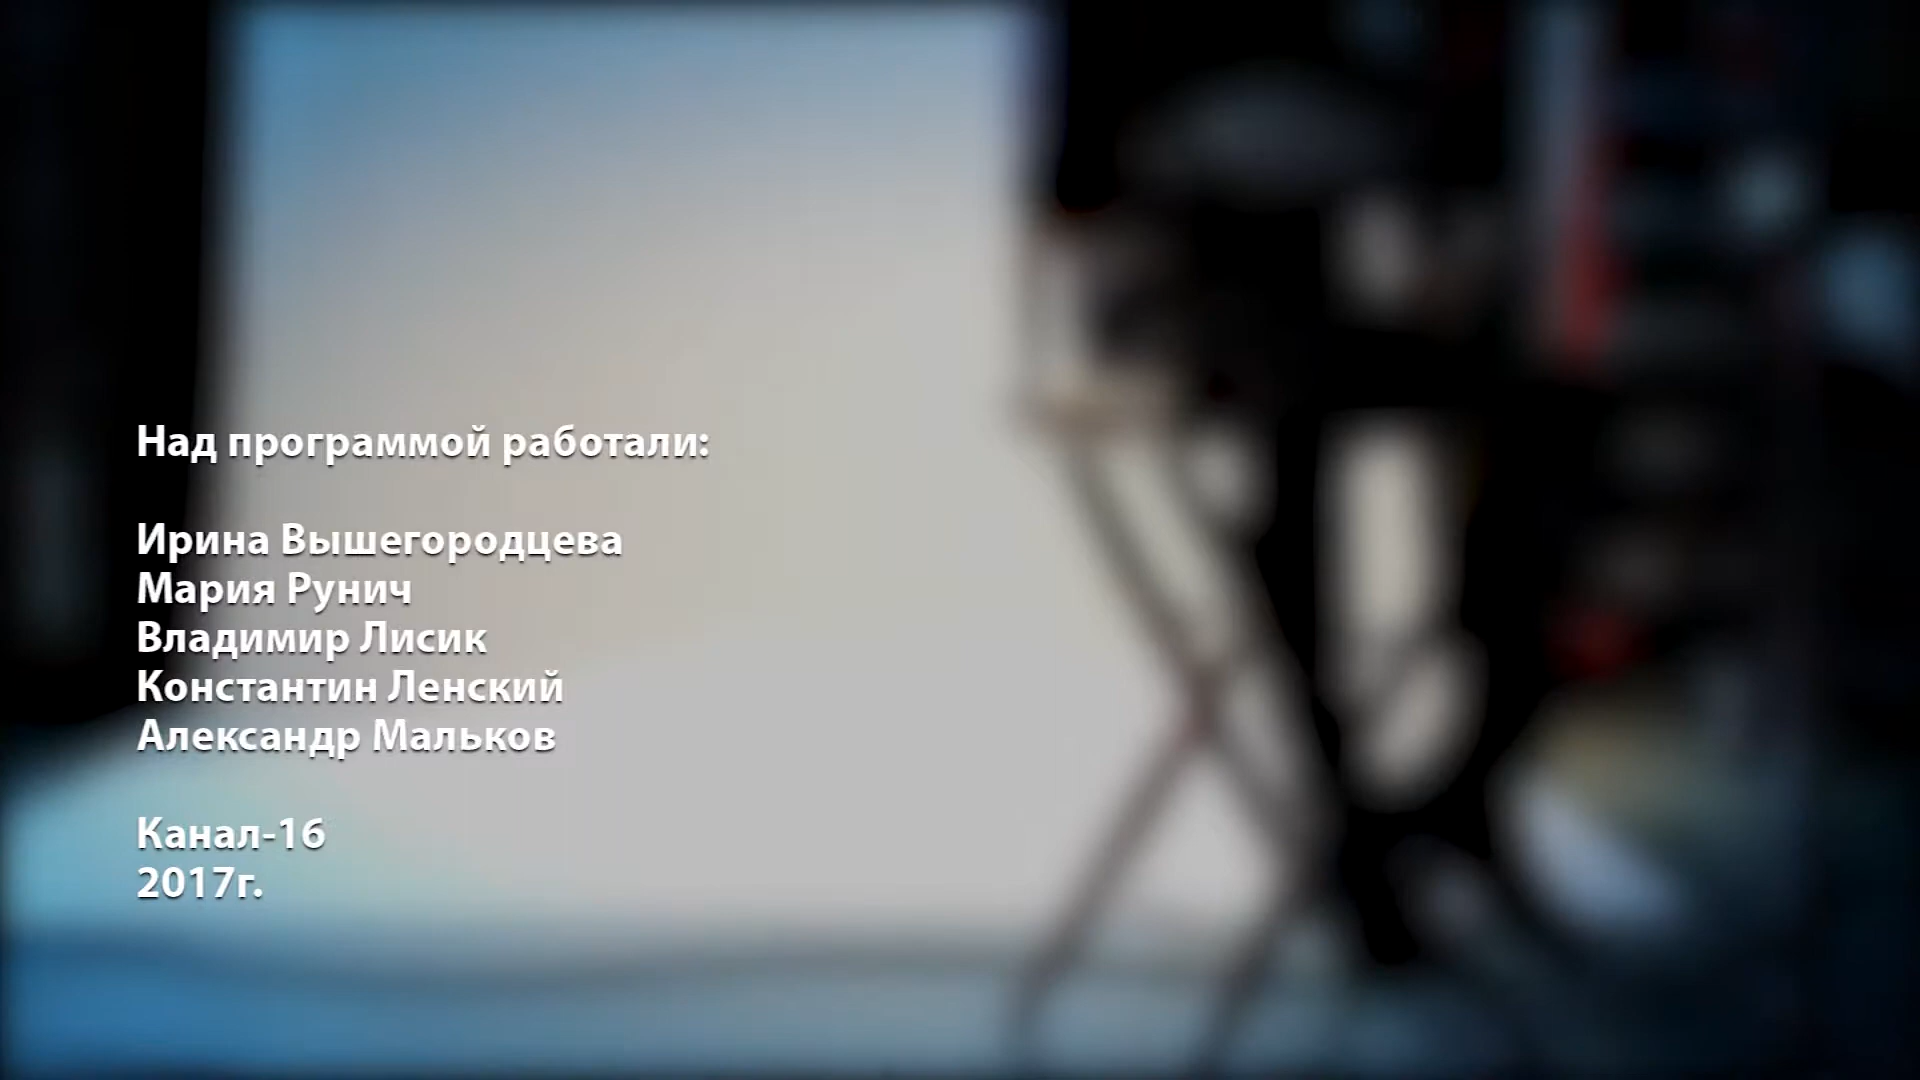 Над программой работали:
Ирина Вышегородцева
Мария Рунич
Владимир Лисик
Константин Ленский
Александр Мальков
Канал-16
2017г.